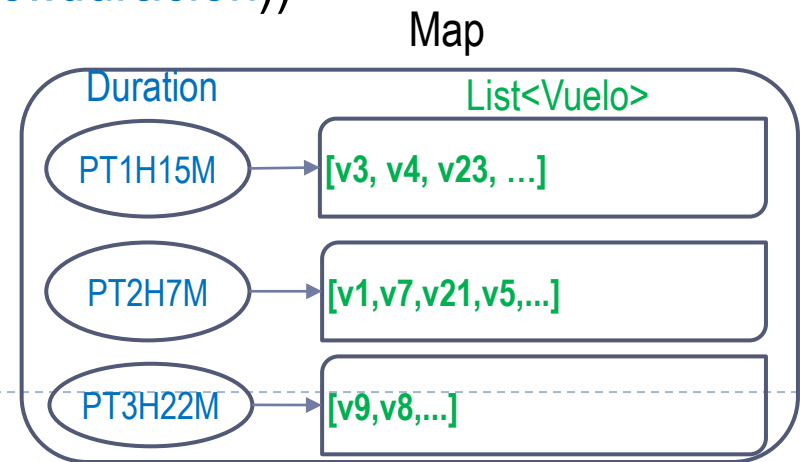 Map
Duration List<Vuelo>
PT1H15M [v3, v4, v23, …]
PT2H7M [v1,v7,v21,v5,...]
PT3H22M [v9,v8,...]